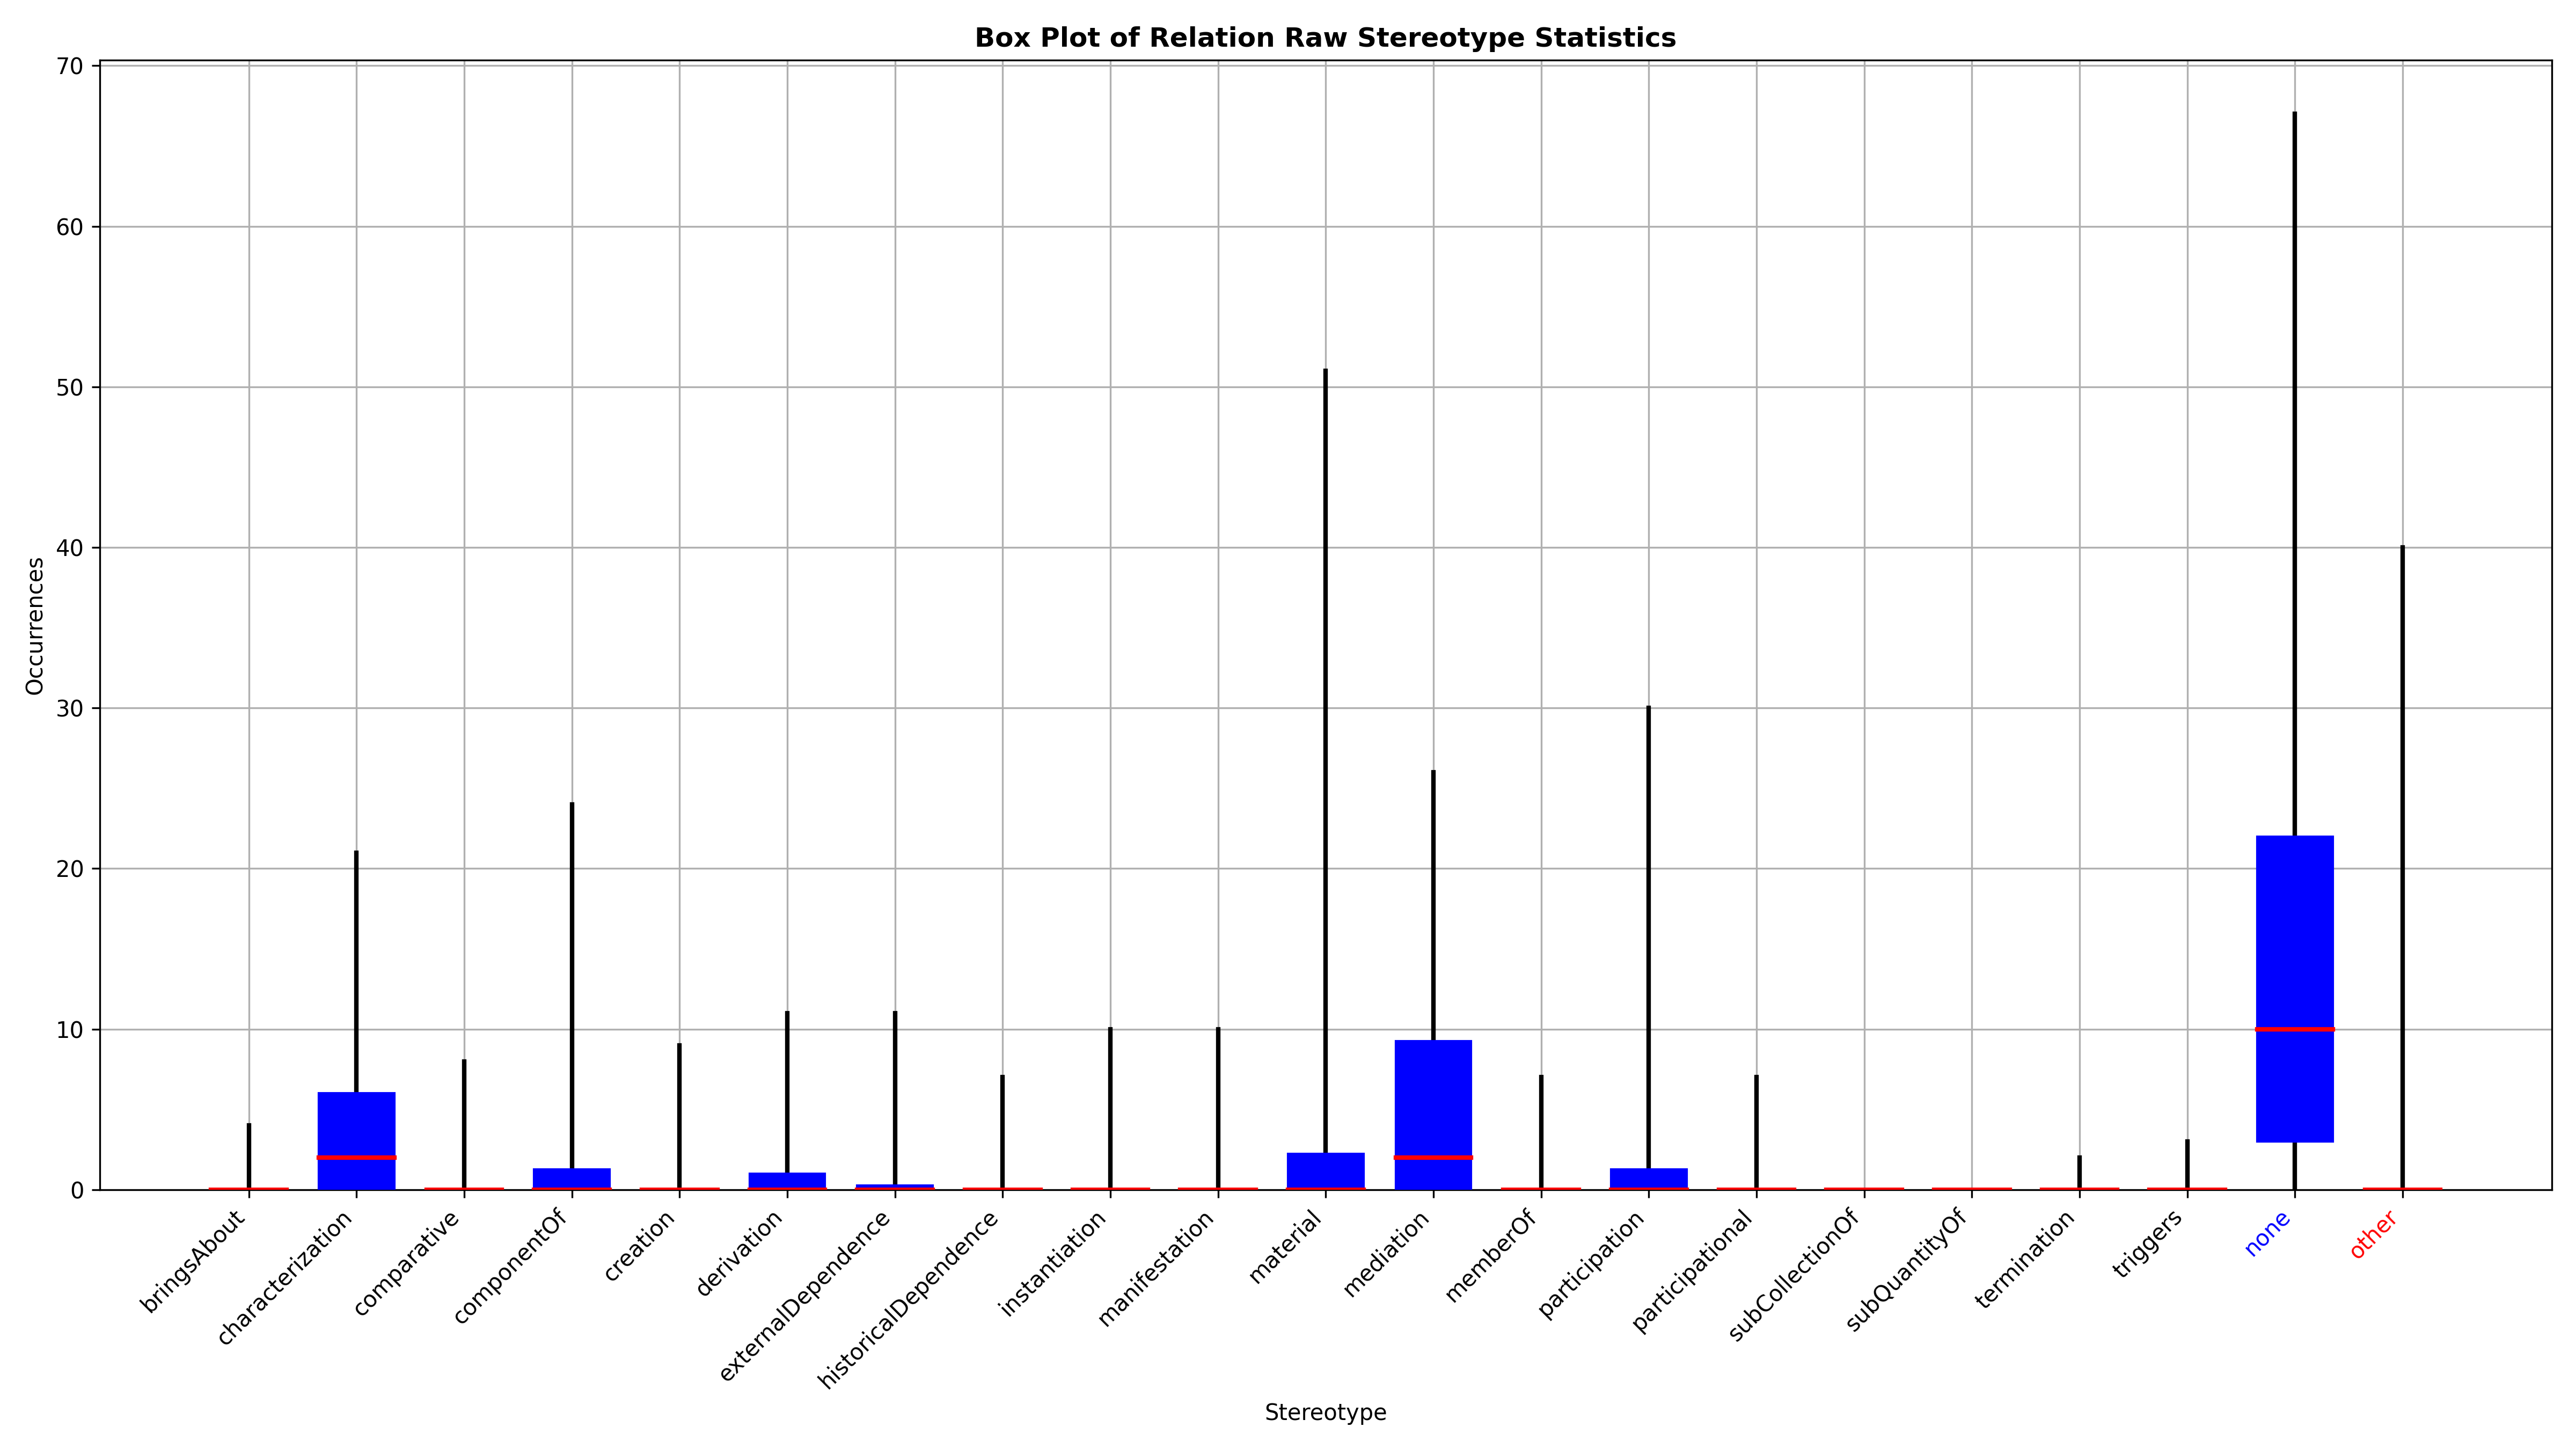 Box Plot of Relation Raw Stereotype Statistics
70
60
50
40
30
20
10
0
Occurrences
bringsAbout
characterization
comparative
componentOf
creation
derivation
externalDependence
historicalDependence
instantiation
manifestation
material
mediation
memberOf
participation
participational
subCollectionOf
subQuantityOf
termination
triggers
none
other
Stereotype